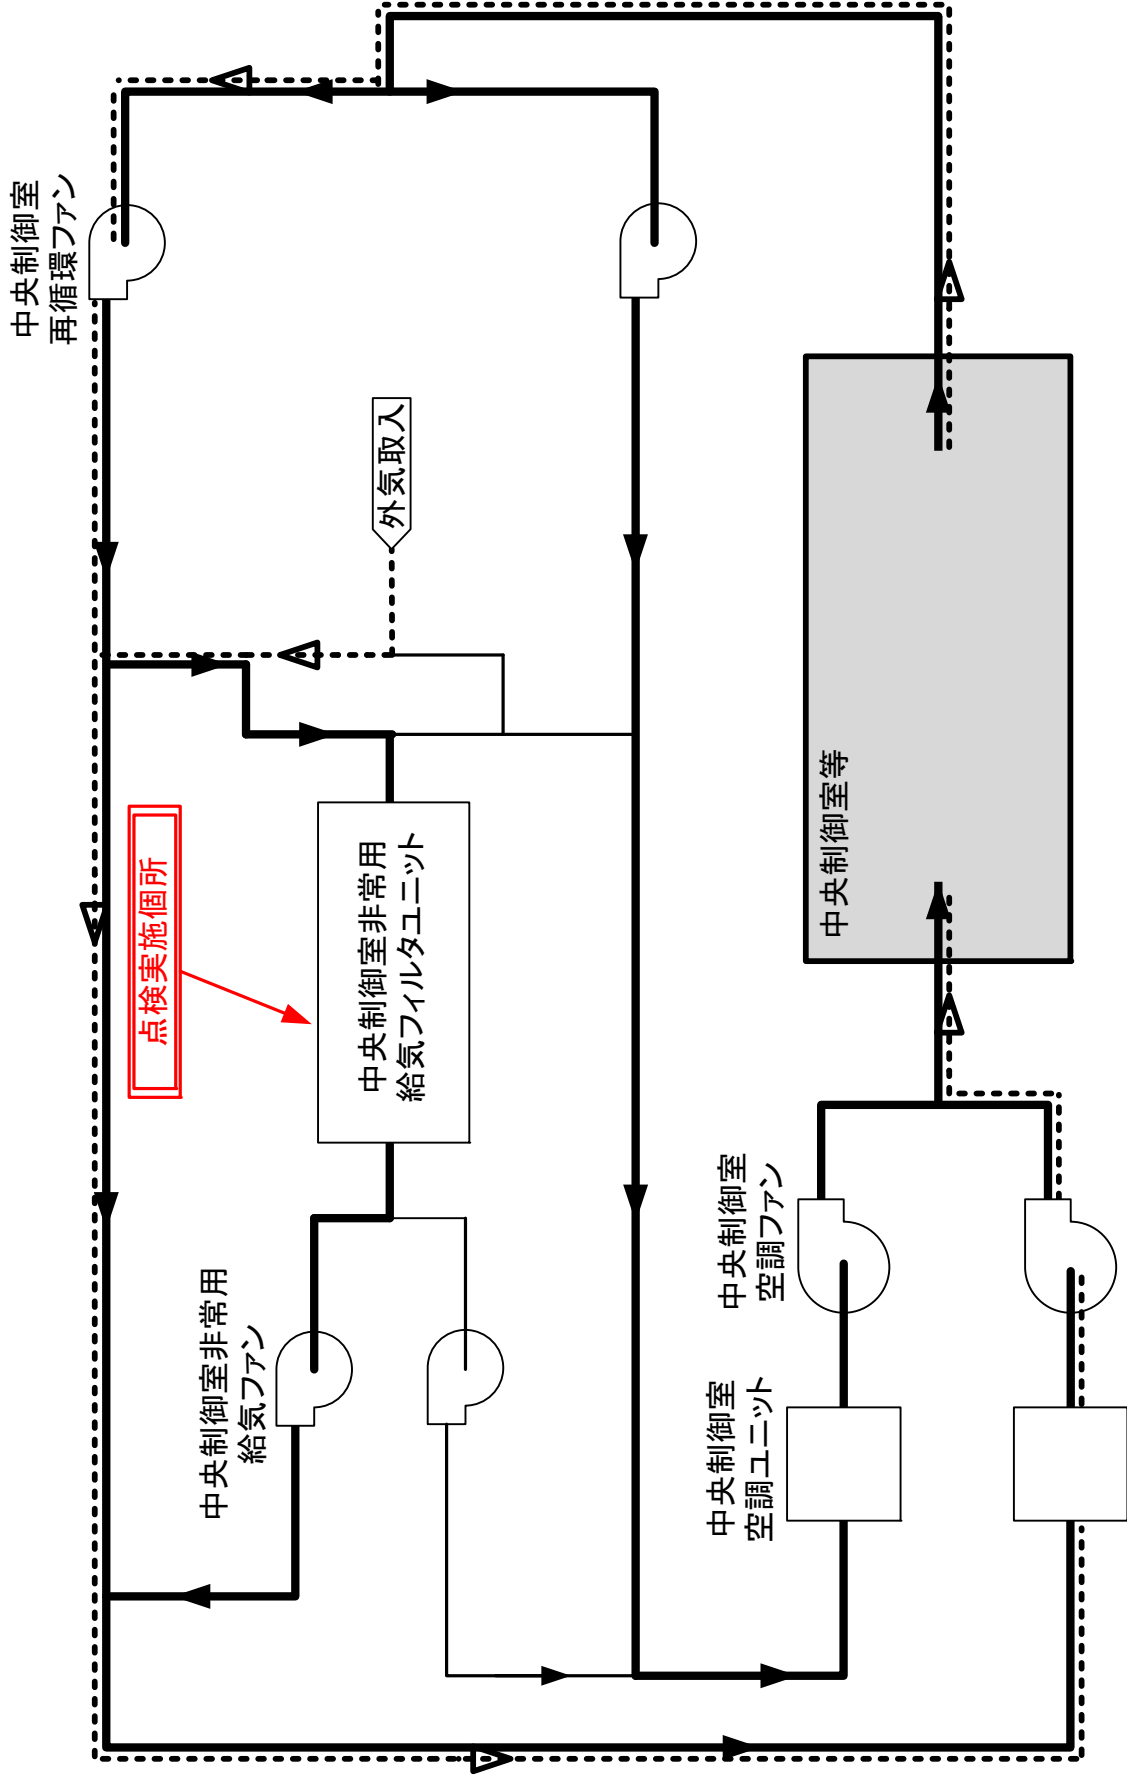 中央制御室
再循環ファン
外気取入
点検実施個所
中央制御室非常用
給気フィルタユニット
中央制御室等
中央制御室非常用
給気ファン
中央制御室
空調ファン
中央制御室
空調ユニット